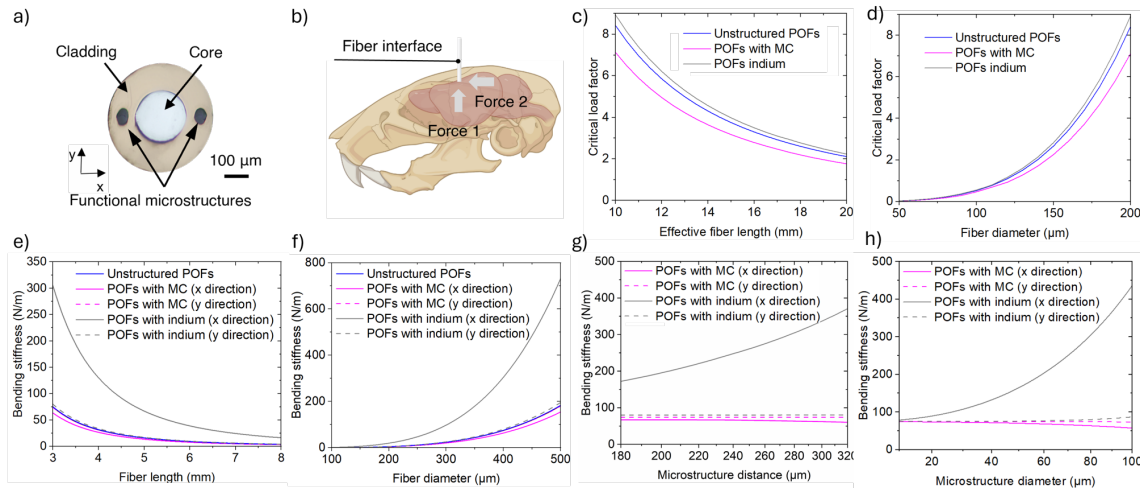 a)
Cladding
Core
y
x
100 µm
Functional microstructures
b)
Fiber interface
Force 2
Force 1
c)
Critical load factor
8
6
4
2
0
Unstructured POFs
POFs with MC
POFs indium
10 12 14 16 18 20
Effective fiber length (mm)
d)
Critical load factor
8
6
4
2
0
Unstructured POFs
POFs with MC
POFs indium
50 100 150 200
Fiber diameter (µm)
e)
Bending stiffness (N/m)
350
300
250
200
150
100
50
0
Unstructured POFs
POFs with MC (x direction)
POFs with MC (y direction)
POFs with indium (x direction)
POFs with indium (y direction)
3 4 5 6 7 8
Fiber length (mm)
f)
Bending stiffness (N/m)
800
600
400
200
0
Unstructured POFs
POFs with MC (x direction)
POFs with MC (y direction)
POFs with indium (x direction)
POFs with indium (y direction)
100 200 300 400 500
Fiber diameter (µm)
g)
Bending stiffness (N/m)
500
400
300
200
100
0
POFs with MC (x direction)
POFs with MC (y direction)
POFs with indium (x direction)
POFs with indium (y direction)
180 200 220 240 260 280 300 320
Microstructure distance (µm)
h)
Bending stiffness (N/m)
500
400
300
200
100
0
POFs with MC (x direction)
POFs with MC (y direction)
POFs with indium (x direction)
POFs with indium (y direction)
20 40 60 80 100
Microstructure diameter (µm)